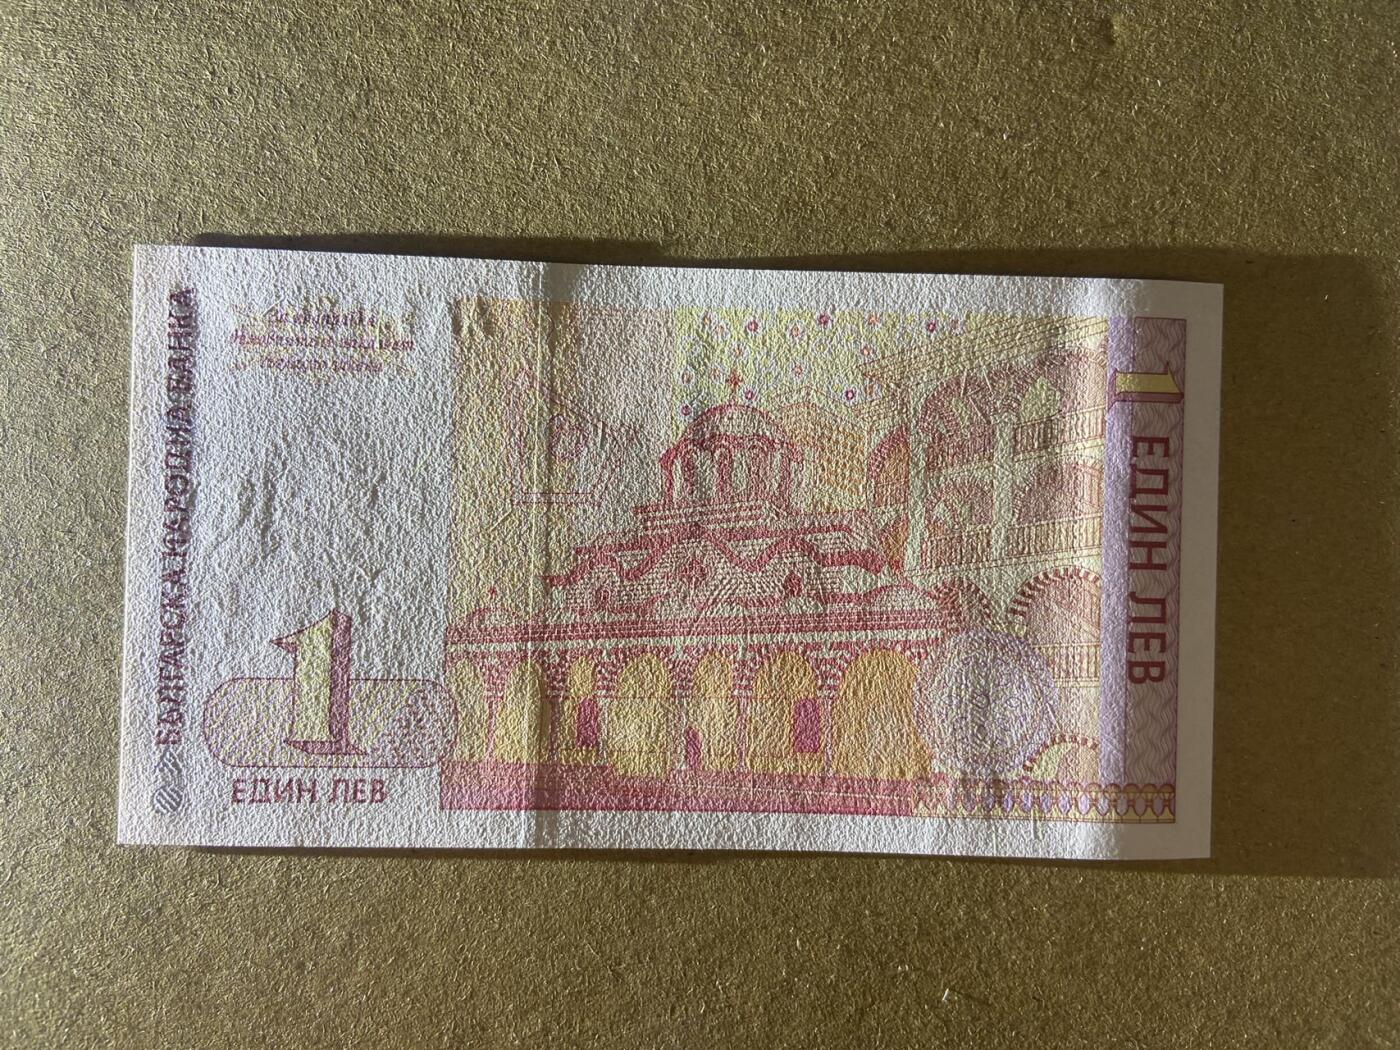 БЪЛГАРСКА НАРОДНА БАНКА
1
ЕДИН ЛЕВ
1 ЕДИН ЛЕВ